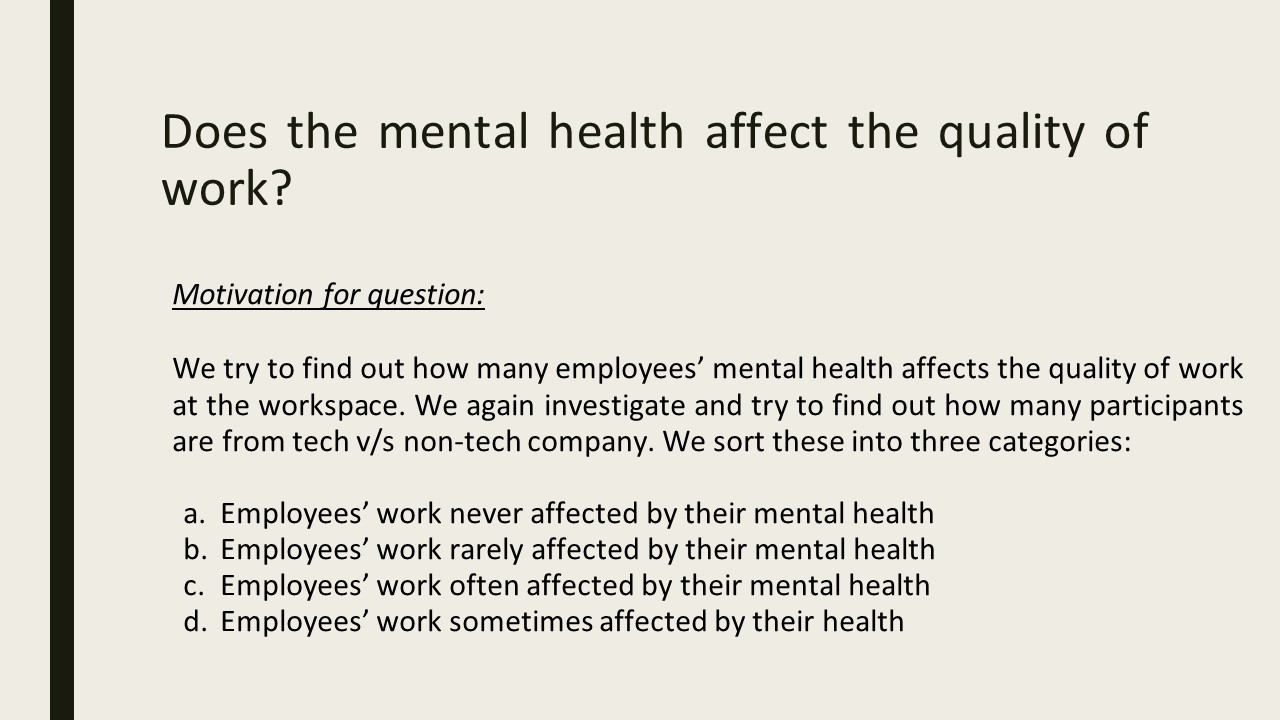 Does the mental health affect the quality of
work?
Motivation for question:
We try to find out how many employees’ mental health affects the quality of work
at the workspace. We again investigate and try to find out how many participants
are from tech v/s non-tech company. We sort these into three categories:
a. Employees’ work never affected by their mental health
b. Employees’ work rarely affected by their mental health
c. Employees’ work often affected by their mental health
d. Employees’ work sometimes affected by their health